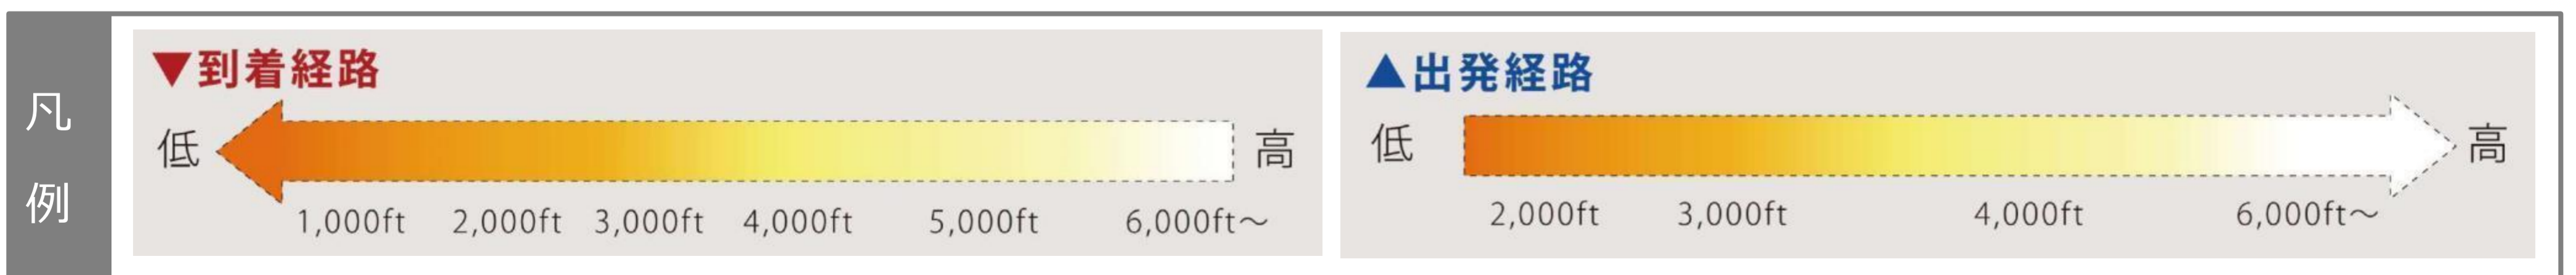 凡例
▼到着経路
低 高
1,000ft 2,000ft 3,000ft 4,000ft 5,000ft 6,000ft～
▲出発経路
低 高
2,000ft 3,000ft 4,000ft 6,000ft～